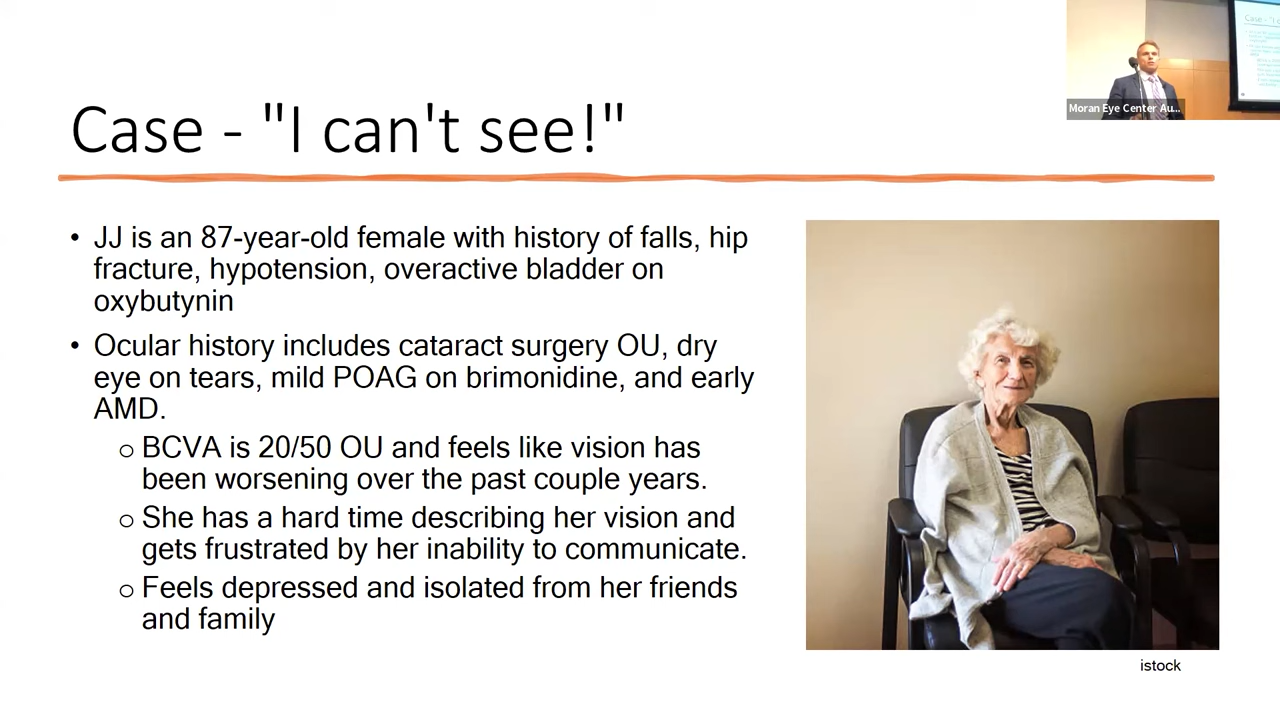 Case - "I can't see!"
Moran Eye Center Au...
• JJ is an 87-year-old female with history of falls, hip
fracture, hypotension, overactive bladder on
oxybutynin
• Ocular history includes cataract surgery OU, dry
eye on tears, mild POAG on brimonidine, and early
AMD.
o BCVA is 20/50 OU and feels like vision has
been worsening over the past couple years.
o She has a hard time describing her vision and
gets frustrated by her inability to communicate.
o Feels depressed and isolated from her friends
and family
istock